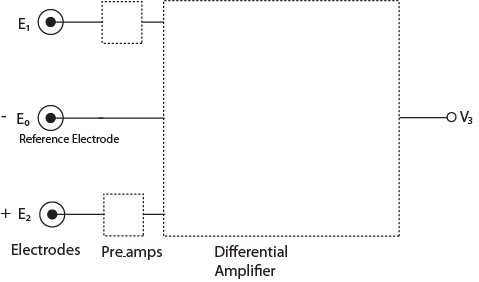 E₁
- E₀
Reference Electrode
V₃
+ E₂
Electrodes Pre-amps Differential
Amplifier